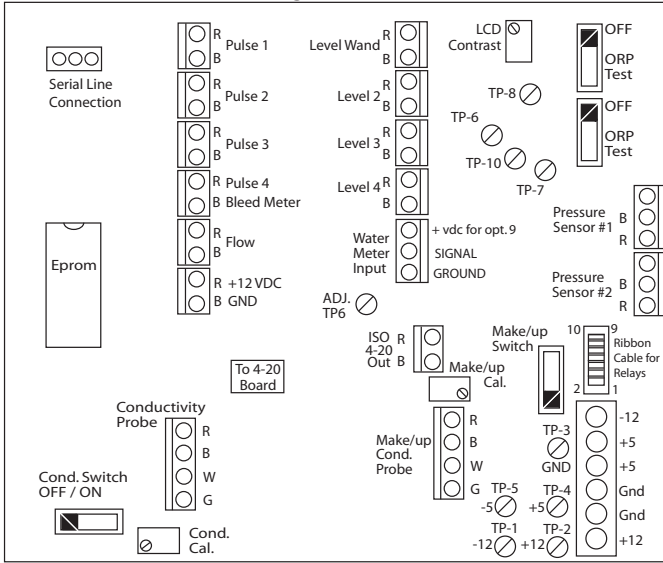 Serial Line
Connection
R
B
Pulse 1
R
B
Pulse 2
R
B
Pulse 3
R Pulse 4
B Bleed Meter
R
B
Flow
R +12 VDC
B GND
Eprom
Level Wand
R
B
Level 2
R
B
Level 3
R
B
Level 4
R
B
Water
Meter
Input
+ vdc for opt. 9
SIGNAL
GROUND
ADJ.
TP6
LCD
Contrast
TP-8
TP-6
TP-10
TP-7
OFF
ORP
Test
OFF
ORP
Test
Pressure
Sensor #1
B
R
Pressure
Sensor #2
B
R
ISO
4-20
Out
R
B
Make/up
Cal.
Make/up
Switch
10
9
2
1
Ribbon
Cable for
Relays
To 4-20
Board
Conductivity
Probe
R
B
W
G
Cond. Switch
OFF / ON
Cond.
Cal.
Make/up
Cond.
Probe
R
B
W
G
TP-3
GND
TP-5
-5
TP-4
+5
TP-1
-12
TP-2
+12
-12
+5
+5
Gnd
Gnd
+12